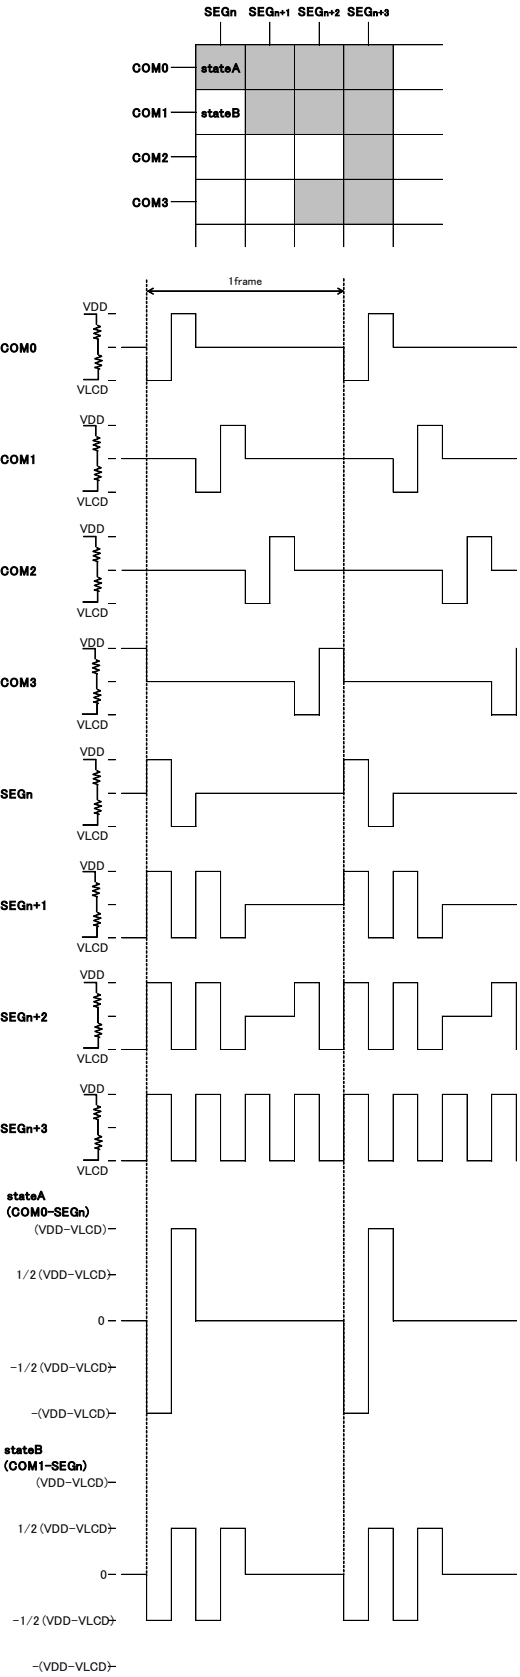 SEGn SEGn+1 SEGn+2 SEGn+3
COM0 stateA
COM1 stateB
COM2
COM3
1frame
VDD
COM0
VLCD
VDD
COM1
VLCD
VDD
COM2
VLCD
VDD
COM3
VLCD
VDD
SEGn
VLCD
VDD
SEGn+1
VLCD
VDD
SEGn+2
VLCD
VDD
SEGn+3
VLCD
stateA
(COM0-SEGn)
(VDD-VLCD)
1/2(VDD-VLCD)
0
-1/2(VDD-VLCD)
-(VDD-VLCD)
stateB
(COM1-SEGn)
(VDD-VLCD)
1/2(VDD-VLCD)
0
-1/2(VDD-VLCD)
-(VDD-VLCD)